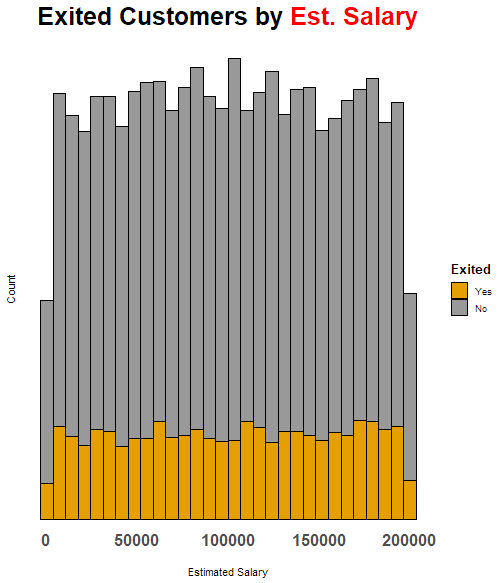 Exited Customers by Est. Salary
Count
Exited
Yes
No
0 50000 100000 150000 200000
Estimated Salary